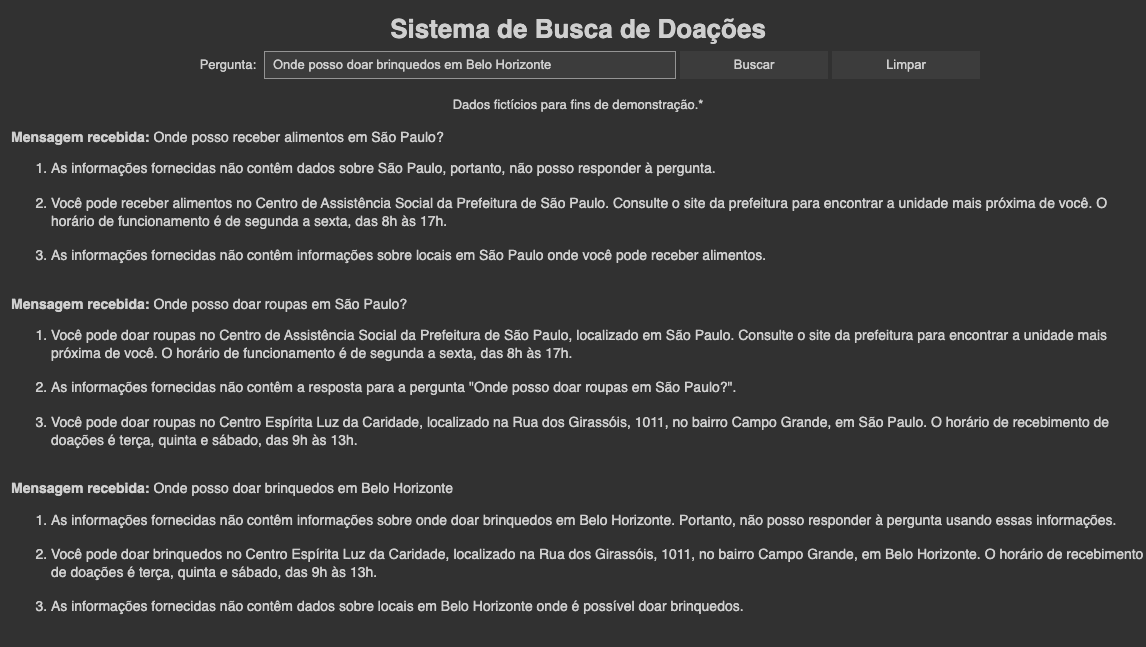 Sistema de Busca de Doações
Pergunta: Onde posso doar brinquedos em Belo Horizonte Buscar Limpar
Dados fictícios para fins de demonstração.*
Mensagem recebida: Onde posso receber alimentos em São Paulo?
1. As informações fornecidas não contêm dados sobre São Paulo, portanto, não posso responder à pergunta.
2. Você pode receber alimentos no Centro de Assistência Social da Prefeitura de São Paulo. Consulte o site da prefeitura para encontrar a unidade mais próxima de você. O
horário de funcionamento é de segunda a sexta, das 8h às 17h.
3. As informações fornecidas não contêm informações sobre locais em São Paulo onde você pode receber alimentos.
Mensagem recebida: Onde posso doar roupas em São Paulo?
1. Você pode doar roupas no Centro de Assistência Social da Prefeitura de São Paulo, localizado em São Paulo. Consulte o site da prefeitura para encontrar a unidade mais
próxima de você. O horário de funcionamento é de segunda a sexta, das 8h às 17h.
2. As informações fornecidas não contêm a resposta para a pergunta "Onde posso doar roupas em São Paulo?".
3. Você pode doar roupas no Centro Espírita Luz da Caridade, localizado na Rua dos Girassóis, 1011, no bairro Campo Grande, em São Paulo. O horário de recebimento de
doações é terça, quinta e sábado, das 9h às 13h.
Mensagem recebida: Onde posso doar brinquedos em Belo Horizonte
1. As informações fornecidas não contêm informações sobre onde doar brinquedos em Belo Horizonte. Portanto, não posso responder à pergunta usando essas informações.
2. Você pode doar brinquedos no Centro Espírita Luz da Caridade, localizado na Rua dos Girassóis, 1011, no bairro Campo Grande, em Belo Horizonte. O horário de recebimento
de doações é terça, quinta e sábado, das 9h às 13h.
3. As informações fornecidas não contêm dados sobre locais em Belo Horizonte onde é possível doar brinquedos.